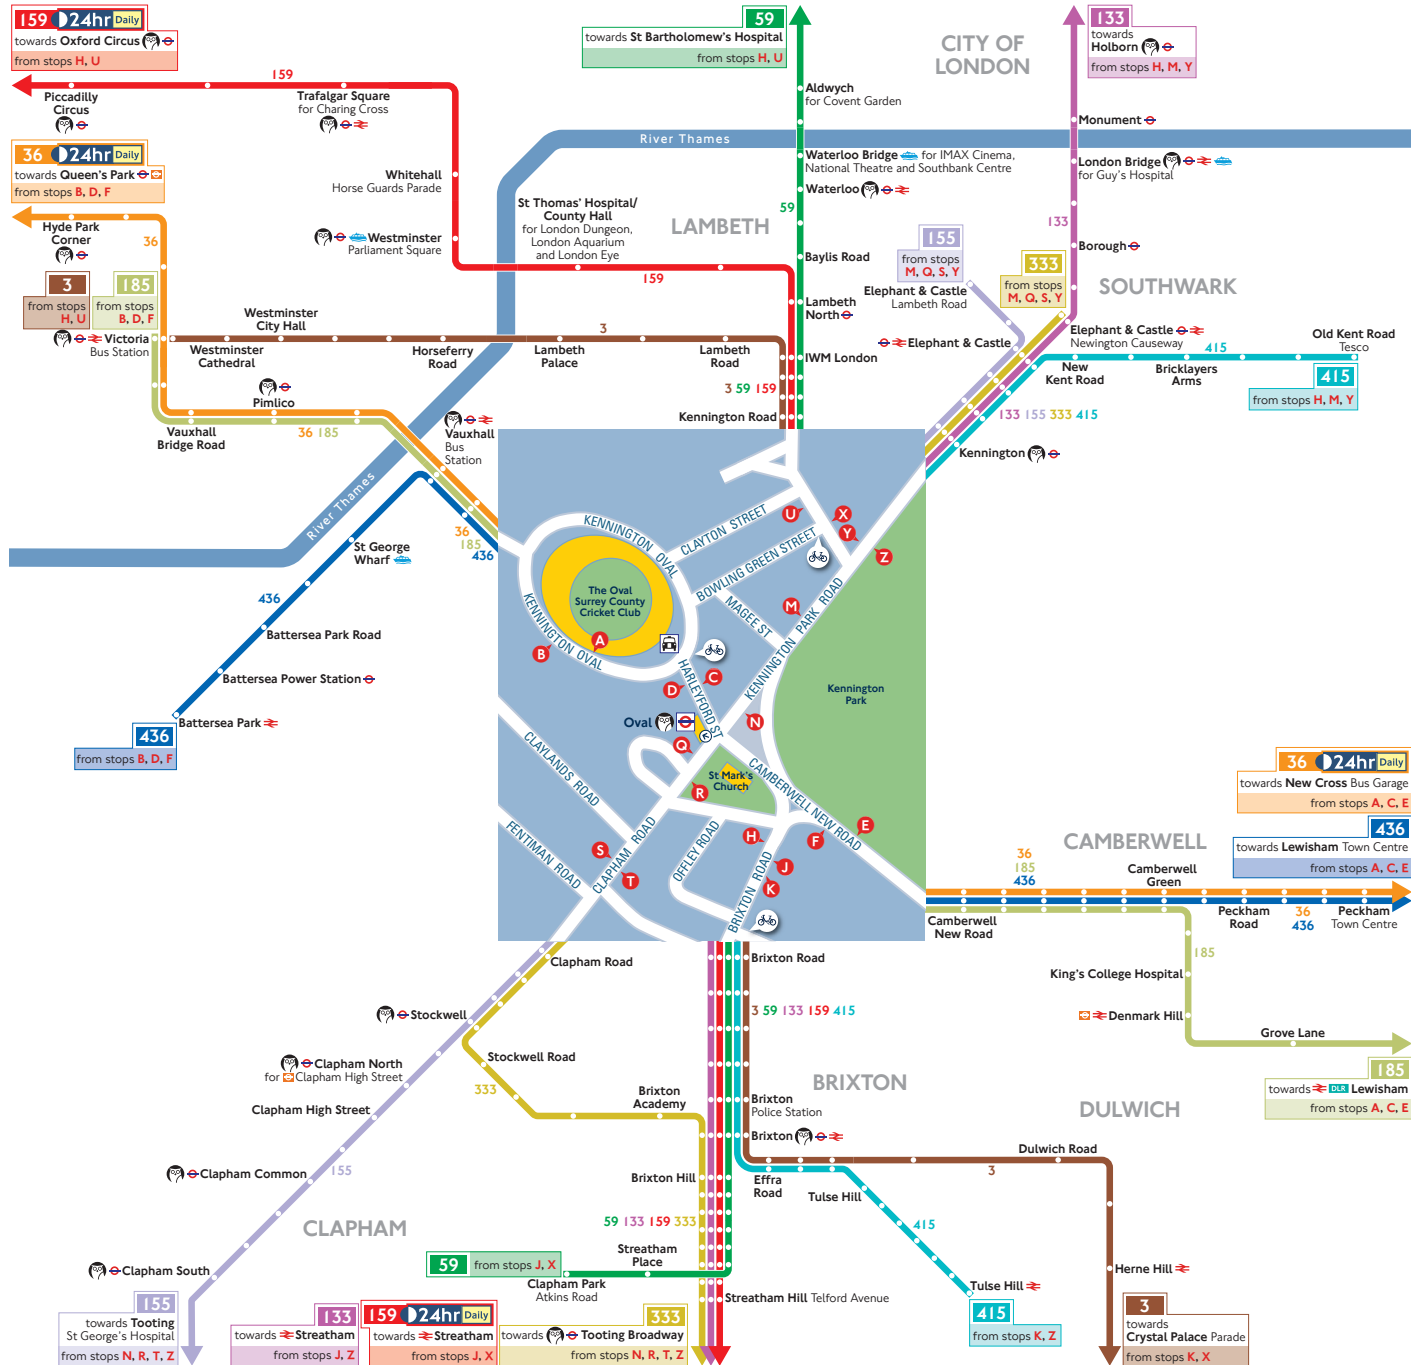 159 24hr Daily
towards Oxford Circus
from stops H, U
159
Piccadilly
Circus
Trafalgar Square
for Charing Cross
36 24hr Daily
towards Queen's Park
from stops B, D, F
Hyde Park
Corner
36
3
from stops
H, U
185
from stops
B, D, F
Victoria
Bus Station
Whitehall
Horse Guards Parade
Westminster
Parliament Square
St Thomas' Hospital/
County Hall
for London Dungeon,
London Aquarium
and London Eye
159
Westminster
City Hall
Westminster
Cathedral
3
Horseferry
Road
Lambeth
Palace
Lambeth
Road
Pimlico
Vauxhall
Bridge Road
36 185
Vauxhall
Bus
Station
River Thames
River Thames
36
185
436
59
towards St Bartholomew's Hospital
from stops H, U
Aldwych
for Covent Garden
Waterloo Bridge for IMAX Cinema,
National Theatre and Southbank Centre
Waterloo
59
LAMBETH
Baylis Road
Lambeth
North
IWM London
3 59 159
Kennington Road
CITY OF
LONDON
133
towards
Holborn
from stops H, M, Y
Monument
London Bridge
for Guy's Hospital
133
Borough
SOUTHWARK
155
from stops
M, Q, S, Y
Elephant & Castle
Lambeth Road
333
from stops
M, Q, S, Y
Elephant & Castle
Elephant & Castle
Newington Causeway
New
Kent Road
415
Bricklayers
Arms
Old Kent Road
Tesco
415
from stops H, M, Y
133 155 333 415
Kennington
St George
Wharf
436
Battersea Park Road
Battersea Power Station
Battersea Park
436
from stops B, D, F
KENNINGTON OVAL
CLAYTON STREET
BOWLING GREEN STREET
MAGEE ST
KENNINGTON PARK ROAD
KENNINGTON OVAL
HARLEYFORD ST
The Oval
Surrey County
Cricket Club
Kennington
Park
Oval
St Mark's
Church
CLAYLANDS ROAD
FENTIMAN ROAD
CLAPHAM ROAD
OFFLEY ROAD
BRIXTON ROAD
CAMBERWELL NEW ROAD
U
X
Y
Z
M
A
B
C
D
N
Q
R
H
F
E
J
K
S
T
36 24hr Daily
towards New Cross Bus Garage
from stops A, C, E
436
towards Lewisham Town Centre
from stops A, C, E
CAMBERWELL
36
185
436
Camberwell
Green
Camberwell
New Road
Peckham
Road
36
436
Peckham
Town Centre
185
King's College Hospital
Denmark Hill
Grove Lane
185
towards DLR Lewisham
from stops A, C, E
Clapham Road
Stockwell
Clapham North
for Clapham High Street
Clapham High Street
Clapham Common
155
CLAPHAM
Clapham South
155
towards Tooting
St George's Hospital
from stops N, R, T, Z
Stockwell Road
333
Brixton
Academy
Brixton Road
3 59 133 159 415
Brixton
Police Station
Brixton
BRIXTON
DULWICH
Brixton Hill
59 133 159 333
Streatham
Place
59 from stops J, X
Clapham Park
Atkins Road
Streatham Hill Telford Avenue
Effra
Road
Tulse Hill
3
Dulwich Road
415
Tulse Hill
415
from stops K, Z
Herne Hill
3
towards
Crystal Palace Parade
from stops K, X
133
towards Streatham
from stops J, Z
159 24hr Daily
towards Streatham
from stops J, X
333
towards Tooting Broadway
from stops N, R, T, Z